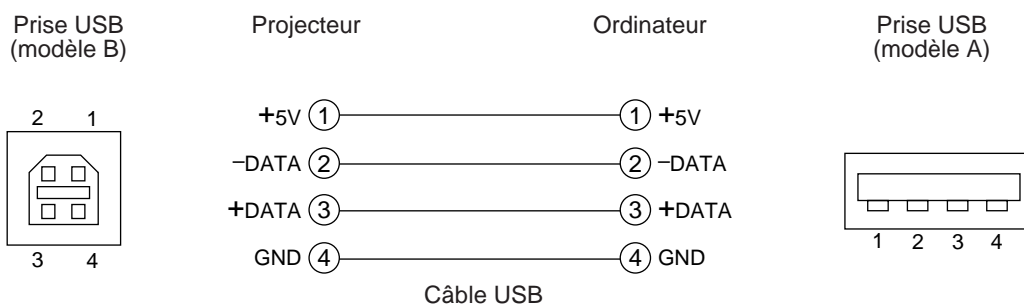 Prise USB
(modèle B)
Projecteur
Ordinateur
Prise USB
(modèle A)
2 1
3 4
+5V 1 1 +5V
−DATA 2 2 −DATA
+DATA 3 3 +DATA
GND 4 4 GND
Câble USB
1 2 3 4